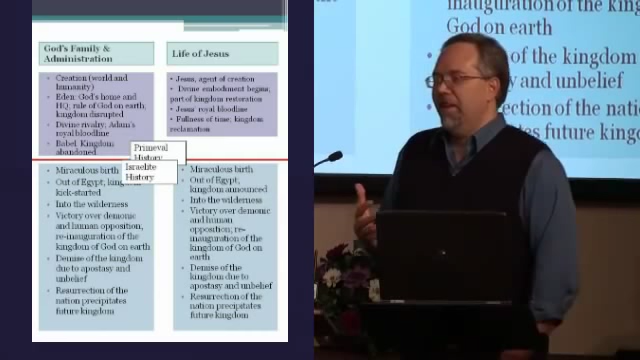 God's Family &
Administration
• Creation (world and
humanity)
• Eden: God's home and
HQ; rule of God on earth;
kingdom disrupted
• Divine rivalry; Adam's
royal bloodline
• Babel: Kingdom
abandoned
Life of Jesus
• Jesus, agent of creation
• Divine embodiment begins;
part of kingdom restoration
• Jesus' royal bloodline
• Fullness of time; kingdom
reclamation
Primeval
History
Israelite
History
• Miraculous birth
• Out of Egypt,
kick-started
• Into the wilderness
• Victory over demonic
and human opposition;
re-inauguration of the
kingdom of God on earth
• Demise of the kingdom
due to apostasy and
unbelief
• Resurrection of the
nation precipitates
future kingdom
• Miraculous birth
• Out of Egypt;
kingdom announced
• Into the wilderness
• Victory over demonic
and human
opposition; re-
inauguration of the
kingdom of God on
earth
• Demise of the
kingdom due to
apostasy and unbelief
• Resurrection of the
nation precipitates
future kingdom
inauguration of the
God on earth
of the kingdom
and unbelief
of the nation
future kingdo